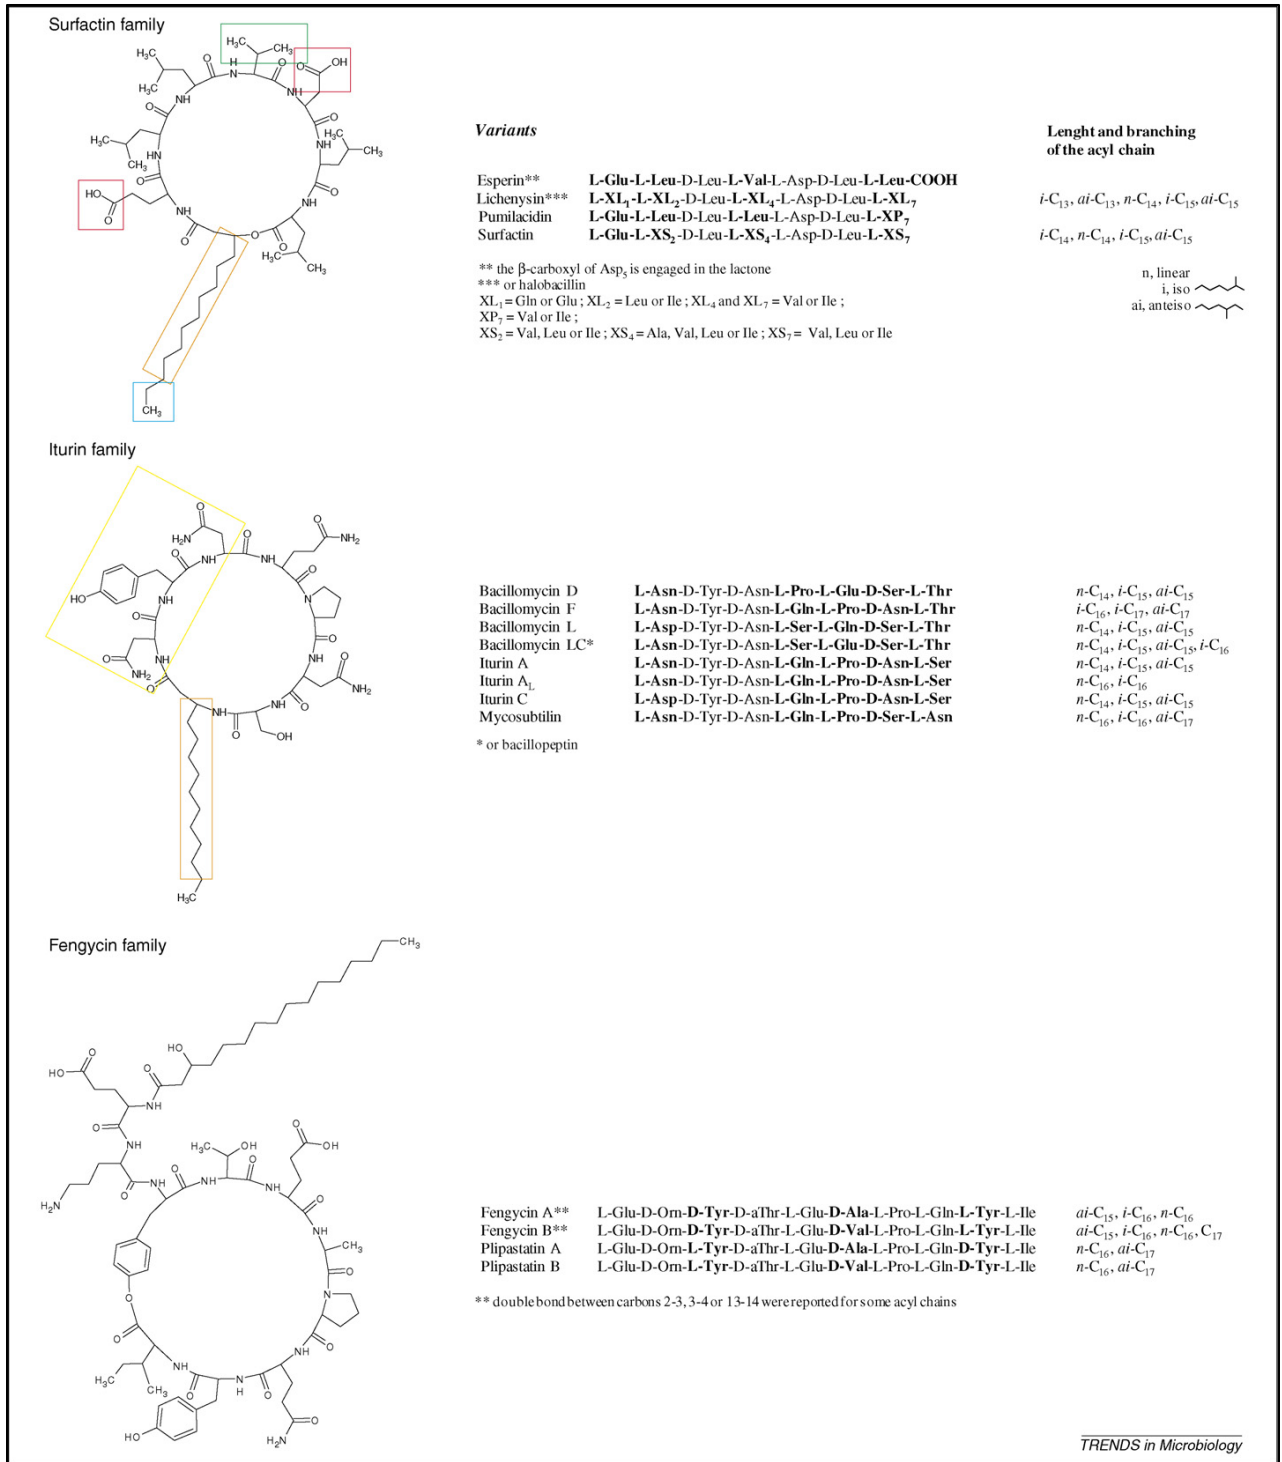 Surfactin family
Variants
Lenght and branching
of the acyl chain
Esperin** L-Glu-L-Leu-D-Leu-L-Val-L-Asp-D-Leu-L-Leu-COOH
Lichenysin*** L-XL₁-L-XL₂-D-Leu-L-XL₄-L-Asp-D-Leu-L-XL₇ i-C₁₃, ai-C₁₃, n-C₁₄, i-C₁₅, ai-C₁₅
Pumilacidin L-Glu-L-Leu-D-Leu-L-Leu-L-Asp-D-Leu-L-XP₇
Surfactin L-Glu-L-XS₂-D-Leu-L-XS₄-L-Asp-D-Leu-L-XS₇ i-C₁₄, n-C₁₄, i-C₁₅, ai-C₁₅
** the β-carboxyl of Asp₅ is engaged in the lactone
*** or halobacillin
XL₁ = Gln or Glu ; XL₂ = Leu or Ile ; XL₄ and XL₇ = Val or Ile ;
XP₇ = Val or Ile ;
XS₂ = Val, Leu or Ile ; XS₄ = Ala, Val, Leu or Ile ; XS₇ = Val, Leu or Ile
n, linear
i, iso
ai, anteiso
Iturin family
Bacillomycin D L-Asn-D-Tyr-D-Asn-L-Pro-L-Glu-D-Ser-L-Thr n-C₁₄, i-C₁₅, ai-C₁₅
Bacillomycin F L-Asn-D-Tyr-D-Asn-L-Gln-L-Pro-D-Asn-L-Thr i-C₁₆, i-C₁₇, ai-C₁₇
Bacillomycin L L-Asp-D-Tyr-D-Asn-L-Ser-L-Gln-D-Ser-L-Thr n-C₁₄, i-C₁₅, ai-C₁₅
Bacillomycin LC* L-Asn-D-Tyr-D-Asn-L-Ser-L-Glu-D-Ser-L-Thr n-C₁₄, i-C₁₅, ai-C₁₅, i-C₁₆
Iturin A L-Asn-D-Tyr-D-Asn-L-Gln-L-Pro-D-Asn-L-Ser n-C₁₄, i-C₁₅, ai-C₁₅
Iturin A_L L-Asn-D-Tyr-D-Asn-L-Gln-L-Pro-D-Asn-L-Ser n-C₁₆, i-C₁₆
Iturin C L-Asp-D-Tyr-D-Asn-L-Gln-L-Pro-D-Asn-L-Ser n-C₁₄, i-C₁₅, ai-C₁₅
Mycosubtilin L-Asn-D-Tyr-D-Asn-L-Gln-L-Pro-D-Ser-L-Asn n-C₁₆, i-C₁₆, ai-C₁₇
* or bacillopeptin
Fengycin family
Fengycin A** L-Glu-D-Orn-D-Tyr-D-aThr-L-Glu-D-Ala-L-Pro-L-Gln-L-Tyr-L-Ile ai-C₁₅, i-C₁₆, n-C₁₆
Fengycin B** L-Glu-D-Orn-D-Tyr-D-aThr-L-Glu-D-Val-L-Pro-L-Gln-L-Tyr-L-Ile ai-C₁₅, i-C₁₆, n-C₁₆, C₁₇
Plipastatin A L-Glu-D-Orn-L-Tyr-D-aThr-L-Glu-D-Ala-L-Pro-L-Gln-D-Tyr-L-Ile n-C₁₆, ai-C₁₇
Plipastatin B L-Glu-D-Orn-L-Tyr-D-aThr-L-Glu-D-Val-L-Pro-L-Gln-D-Tyr-L-Ile n-C₁₆, ai-C₁₇
** double bond between carbons 2-3, 3-4 or 13-14 were reported for some acyl chains
TRENDS in Microbiology